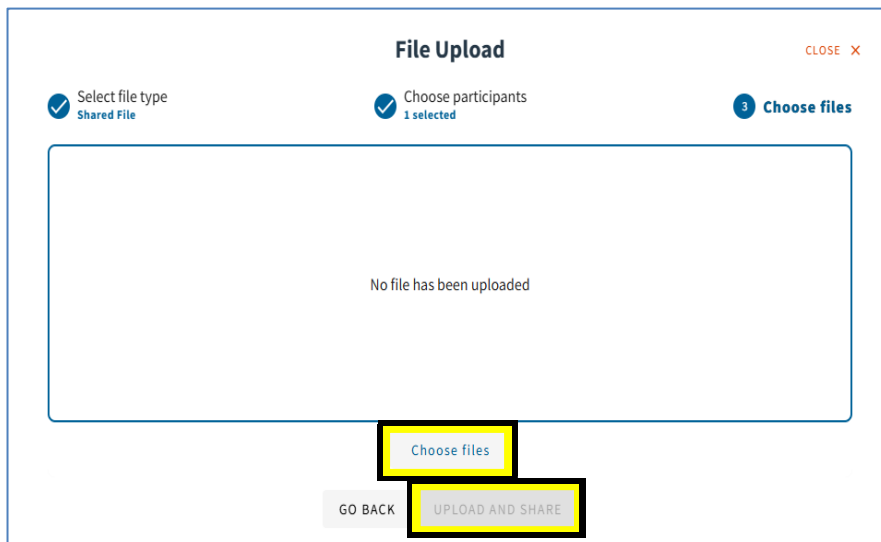 File Upload
CLOSE X
Select file type
Shared File
Choose participants
1 selected
3 Choose files
No file has been uploaded
Choose files
GO BACK
UPLOAD AND SHARE